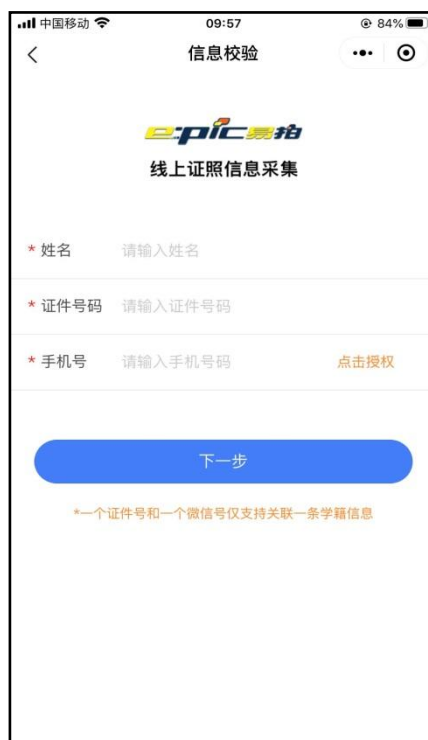 中国移动 09:57 84%
信息校验
e:pic易拍
线上证照信息采集
* 姓名 请输入姓名
* 证件号码 请输入证件号码
* 手机号 请输入手机号码 点击授权
下一步
*一个证件号和一个微信号仅支持关联一条学籍信息